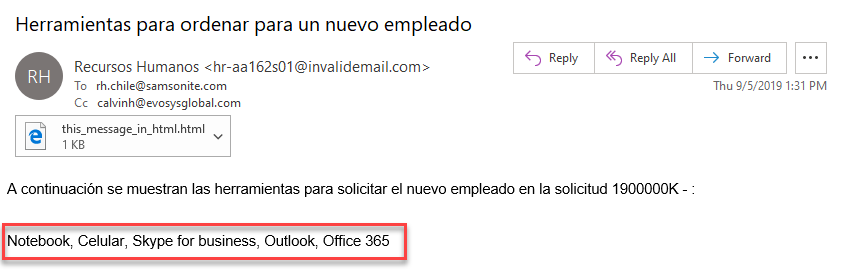 Herramientas para ordenar para un nuevo empleado
RH
Recursos Humanos <hr-aa162s01@invalidemail.com>
Reply
Reply All
Forward
...
To rh.chile@samsonite.com
Thu 9/5/2019 1:31 PM
Cc calvinh@evosysglobal.com
this_message_in_html.html
1 KB
A continuación se muestran las herramientas para solicitar el nuevo empleado en la solicitud 1900000K - :
Notebook, Celular, Skype for business, Outlook, Office 365